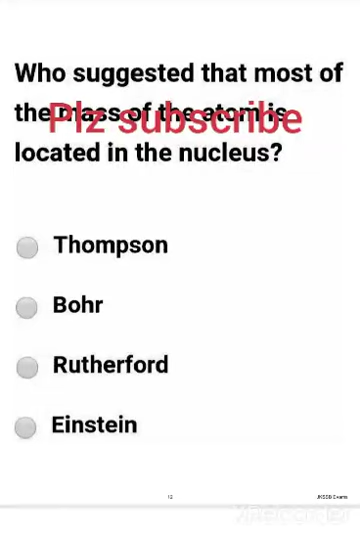 Who suggested that most of
the mass of the atom is
Plz subscribe
located in the nucleus?
Thompson
Bohr
Rutherford
Einstein
12
JKSSB Exams
XRecorder